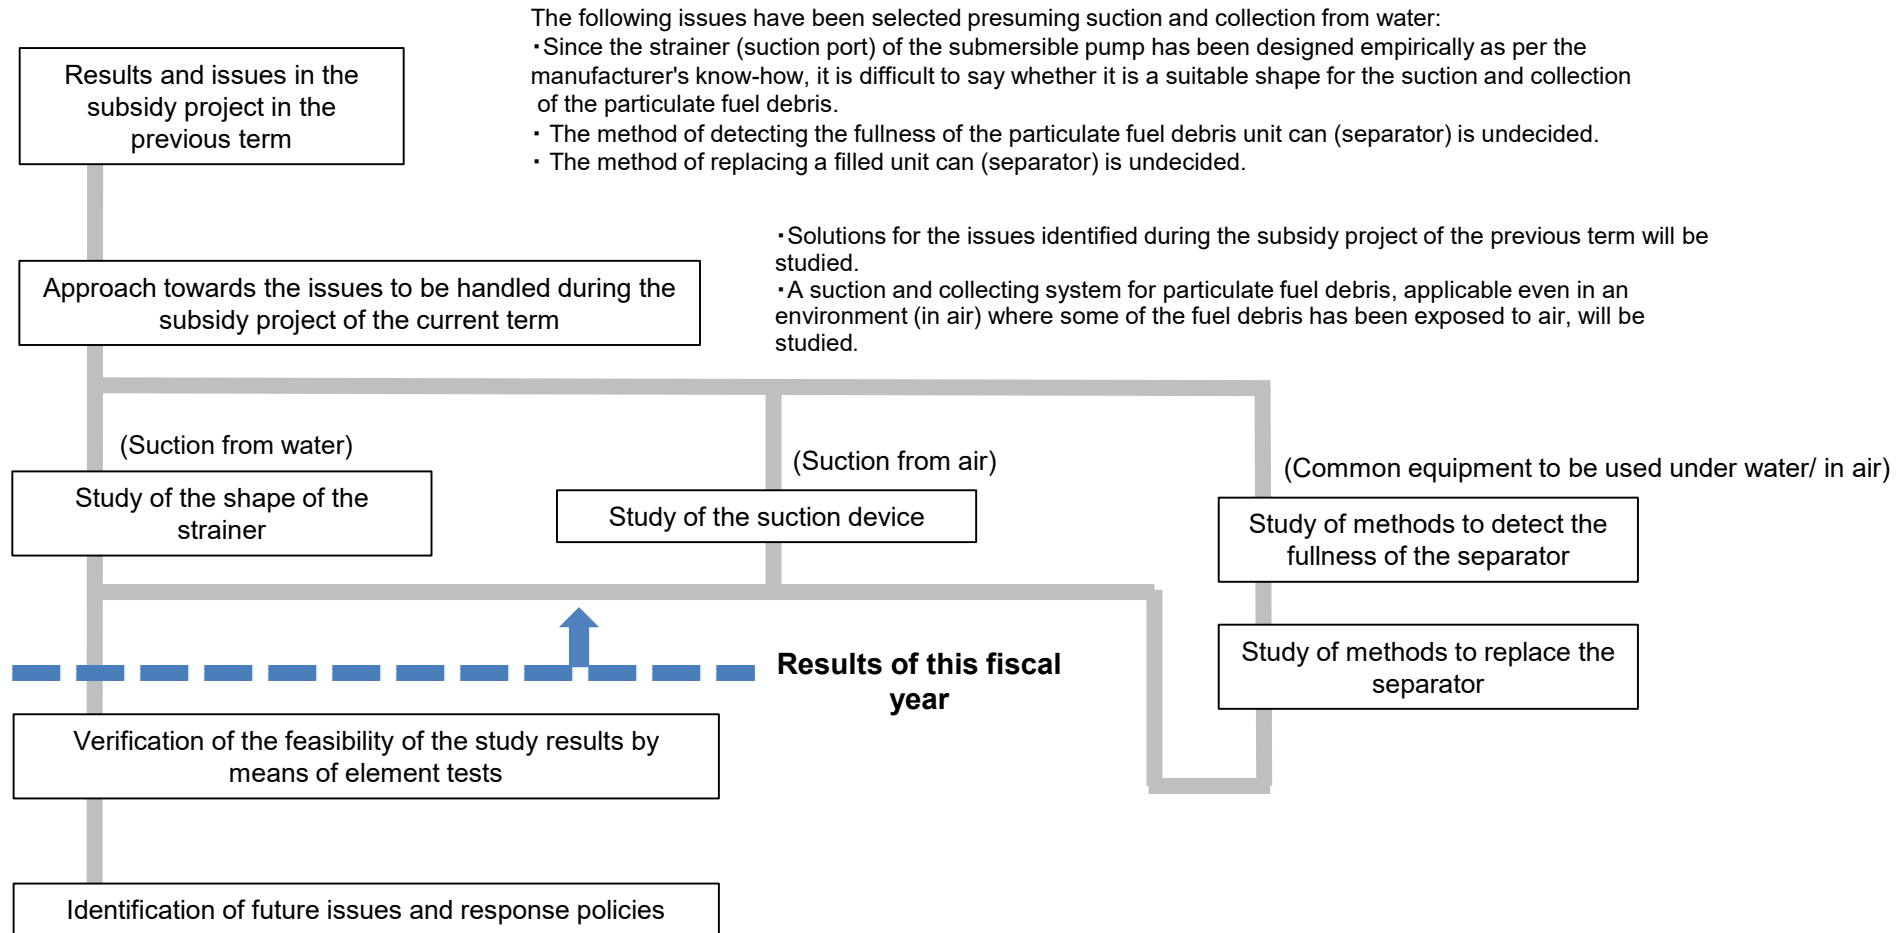 The following issues have been selected presuming suction and collection from water:
・Since the strainer (suction port) of the submersible pump has been designed empirically as per the
manufacturer's know-how, it is difficult to say whether it is a suitable shape for the suction and collection
of the particulate fuel debris.
・ The method of detecting the fullness of the particulate fuel debris unit can (separator) is undecided.
・ The method of replacing a filled unit can (separator) is undecided.
Results and issues in the
subsidy project in the
previous term
・Solutions for the issues identified during the subsidy project of the previous term will be
studied.
・A suction and collecting system for particulate fuel debris, applicable even in an
environment (in air) where some of the fuel debris has been exposed to air, will be
studied.
Approach towards the issues to be handled during the
subsidy project of the current term
(Suction from water)
Study of the shape of the
strainer
(Suction from air)
Study of the suction device
(Common equipment to be used under water/ in air)
Study of methods to detect the
fullness of the separator
Study of methods to replace the
separator
Results of this fiscal
year
Verification of the feasibility of the study results by
means of element tests
Identification of future issues and response policies